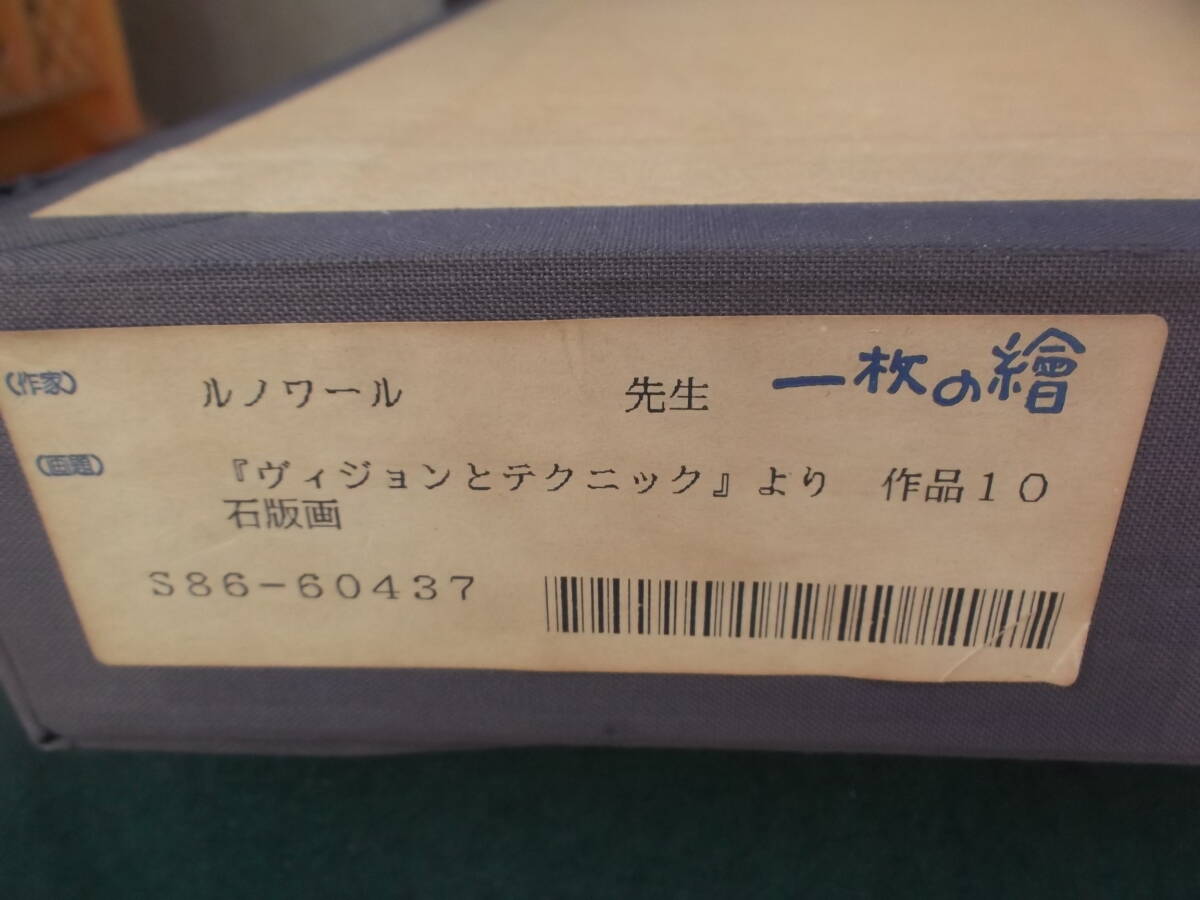 (作家) ルノワール 先生 一枚の繪
(画題) 『ヴィジョンとテクニック』より 作品10
石版画
S86-60437